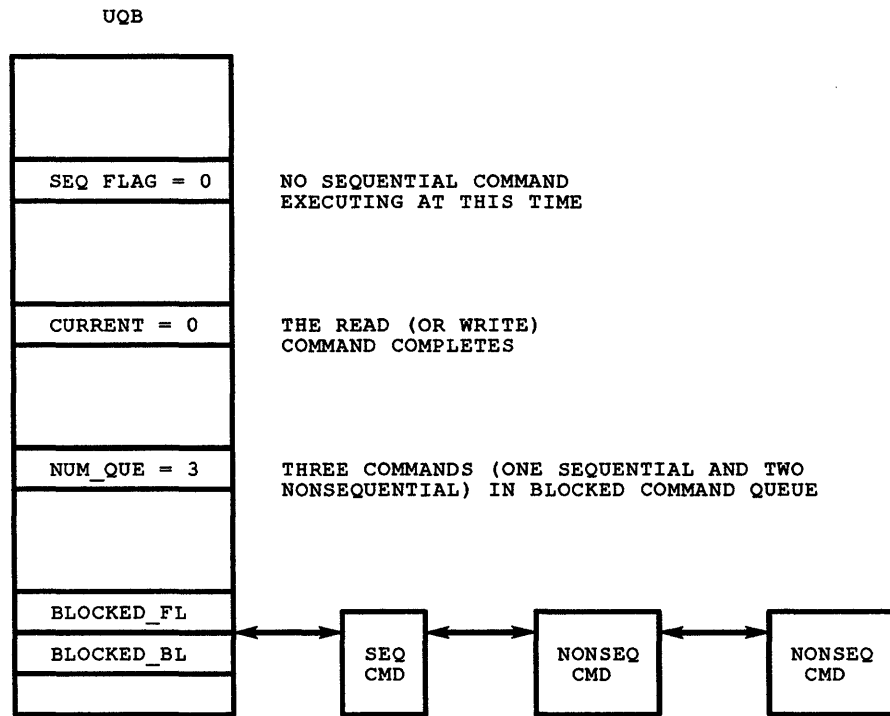 UQB
SEQ FLAG = 0
NO SEQUENTIAL COMMAND
EXECUTING AT THIS TIME
CURRENT = 0
THE READ (OR WRITE)
COMMAND COMPLETES
NUM_QUE = 3
THREE COMMANDS (ONE SEQUENTIAL AND TWO
NONSEQUENTIAL) IN BLOCKED COMMAND QUEUE
BLOCKED_FL
BLOCKED_BL
SEQ
CMD
NONSEQ
CMD
NONSEQ
CMD